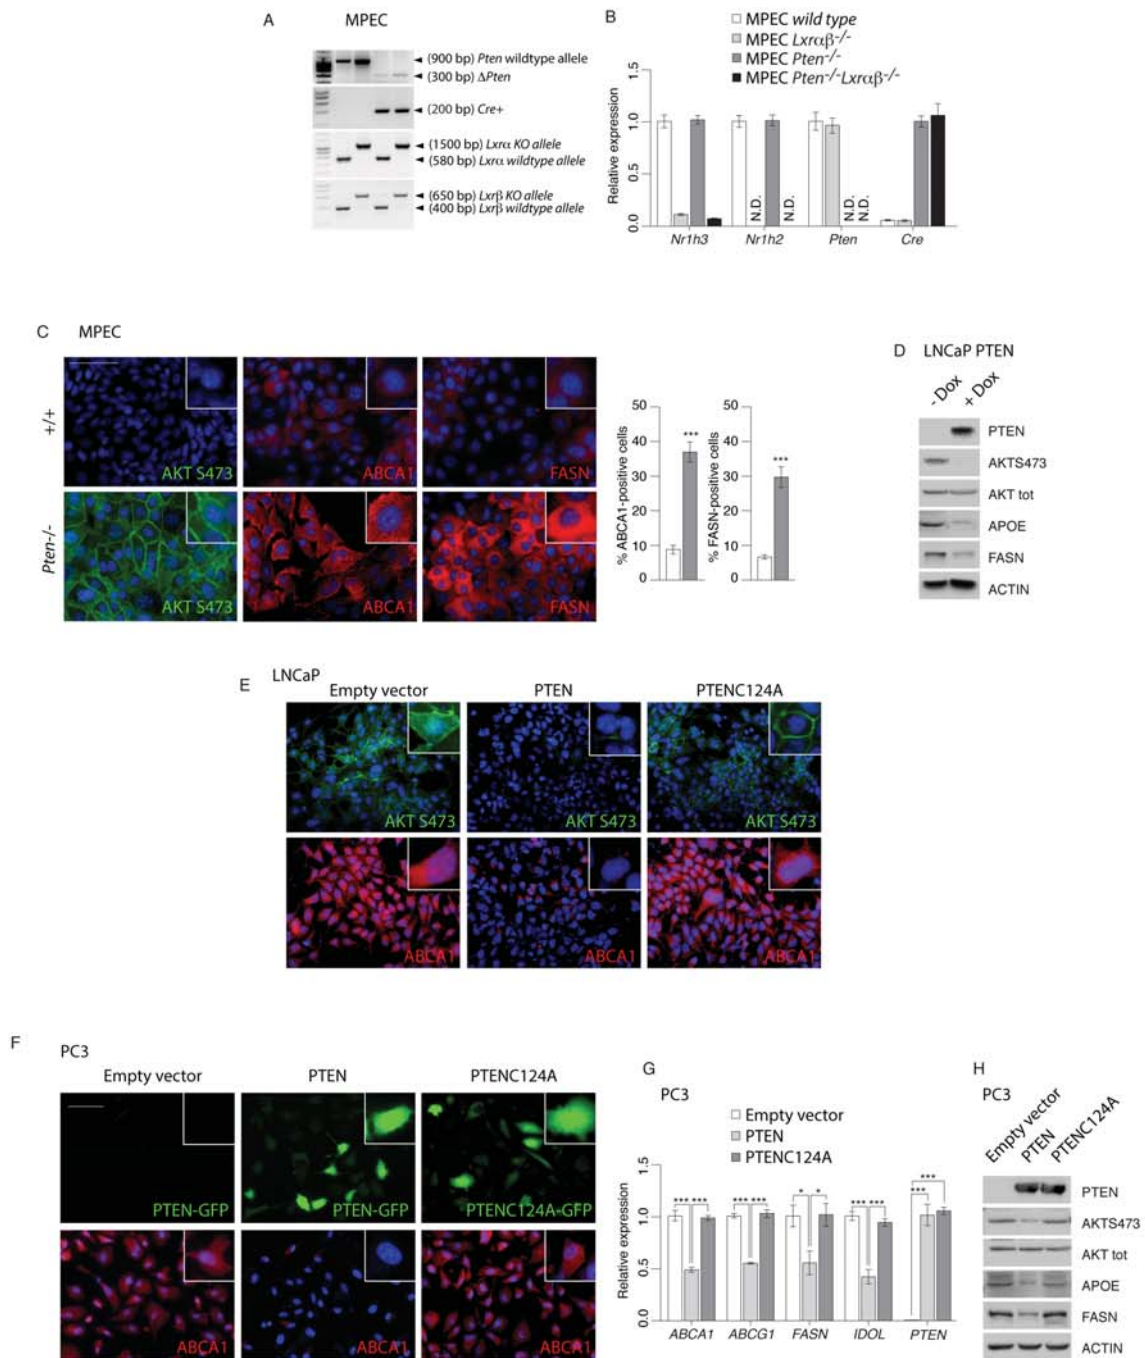 A MPEC
(900 bp) Pten wildtype allele
(300 bp) ΔPten
(200 bp) Cre+
(1500 bp) Lxrα KO allele
(580 bp) Lxrα wildtype allele
(650 bp) Lxrβ KO allele
(400 bp) Lxrβ wildtype allele
B
MPEC wild type
MPEC Lxrαβ-/-
MPEC Pten-/-
MPEC Pten-/-Lxrαβ-/-
Relative expression
1.5
1.0
0.5
0.0
N.D. N.D. N.D. N.D.
Nr1h3 Nr1h2 Pten Cre
C MPEC
+/+
AKT S473 ABCA1 FASN
Pten-/-
AKT S473 ABCA1 FASN
% ABCA1-positive cells
50
40
30
20
10
0
***
% FASN-positive cells
50
40
30
20
10
0
***
D LNCaP PTEN
- Dox + Dox
PTEN
AKTS473
AKT tot
APOE
FASN
ACTIN
E LNCaP
Empty vector PTEN PTENC124A
AKT S473 AKT S473 AKT S473
ABCA1 ABCA1 ABCA1
F PC3
Empty vector PTEN PTENC124A
PTEN-GFP PTEN-GFP PTENC124A-GFP
ABCA1 ABCA1 ABCA1
G PC3
Empty vector
PTEN
PTENC124A
Relative expression
1.5
1.0
0.5
0.0
*** *** *** *** * * *** *** *** ***
ABCA1 ABCG1 FASN IDOL PTEN
H PC3
Empty vector PTEN PTENC124A
PTEN
AKTS473
AKT tot
APOE
FASN
ACTIN